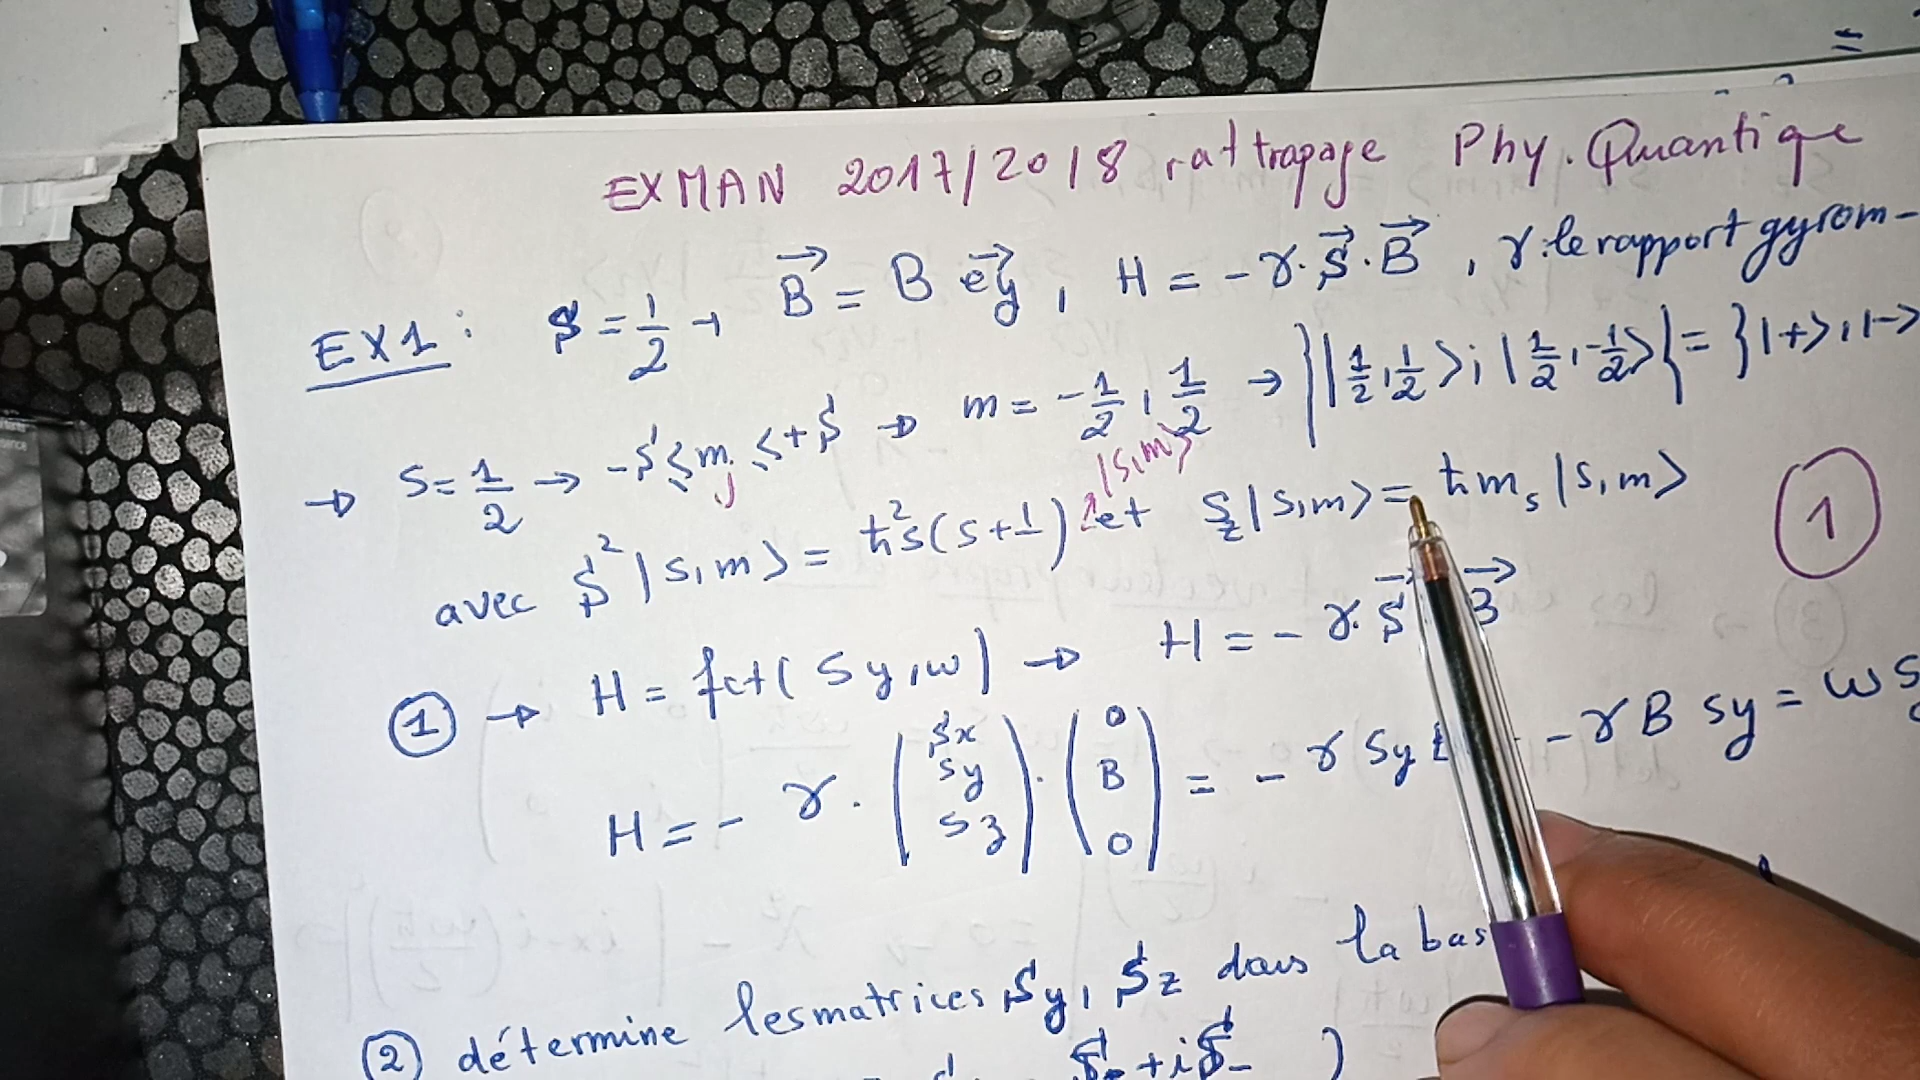 EXMAN 2017/2018 rattrapage Phy. Quantique
EX1 : S = 1/2 → B⃗ = B e⃗y , H = -γ. S⃗ . B⃗ , γ: le rapport gyrom-
→ S = 1/2 → -S ≤ mj ≤ +S → m = -1/2 , 1/2 → {|1/2, 1/2> ; |1/2, -1/2>} = {|+>, |->
avec S² |s,m> = ħ² s(s+1) |s,m> et Sz |s,m> = ħ ms |s,m>
1
① → H = fct( Sy, w) → H = - γ. S⃗ B⃗
H = - γ . (Sx Sy Sz) . (0 B 0) = - γ Sy - γ B Sy = w S
② détermine les matrices Sy, Sz dans la bas
+ i S-